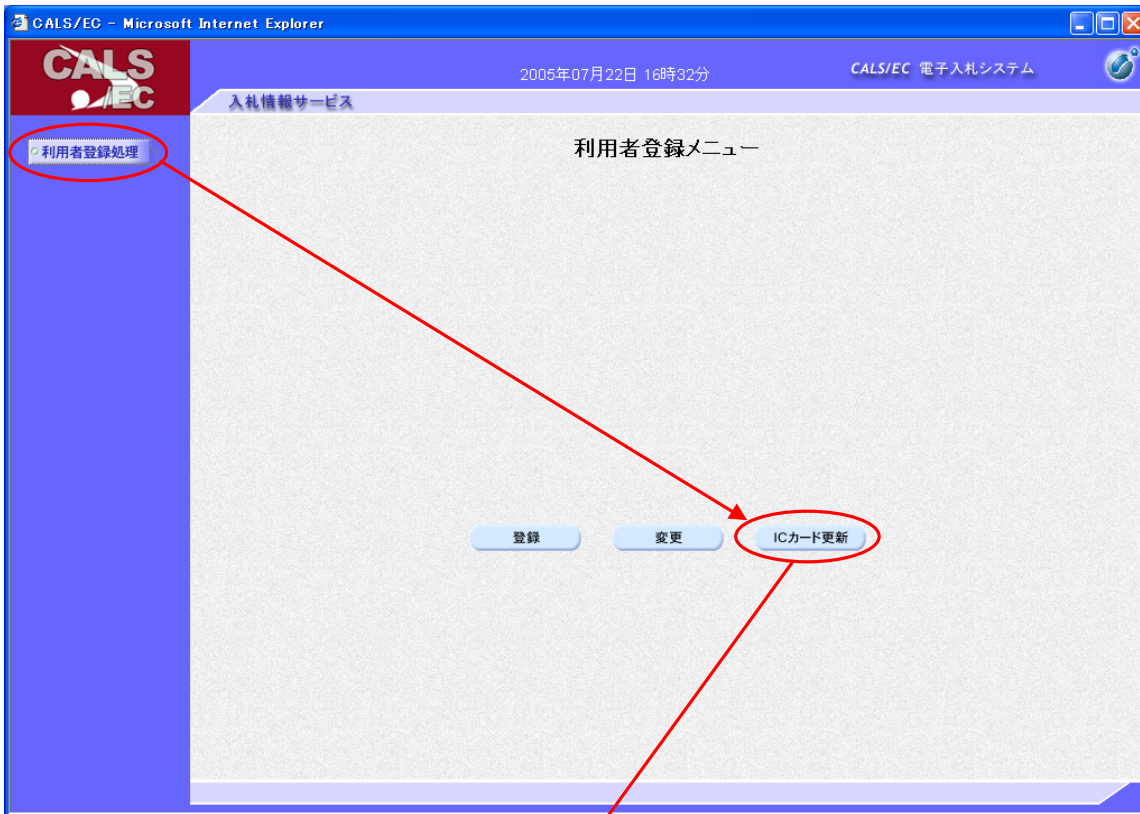 CALS/EC - Microsoft Internet Explorer
CALS
/EC
2005年07月22日 16時32分
CALS/EC 電子入札システム
入札情報サービス
利用者登録処理
利用者登録メニュー
登録
変更
ICカード更新